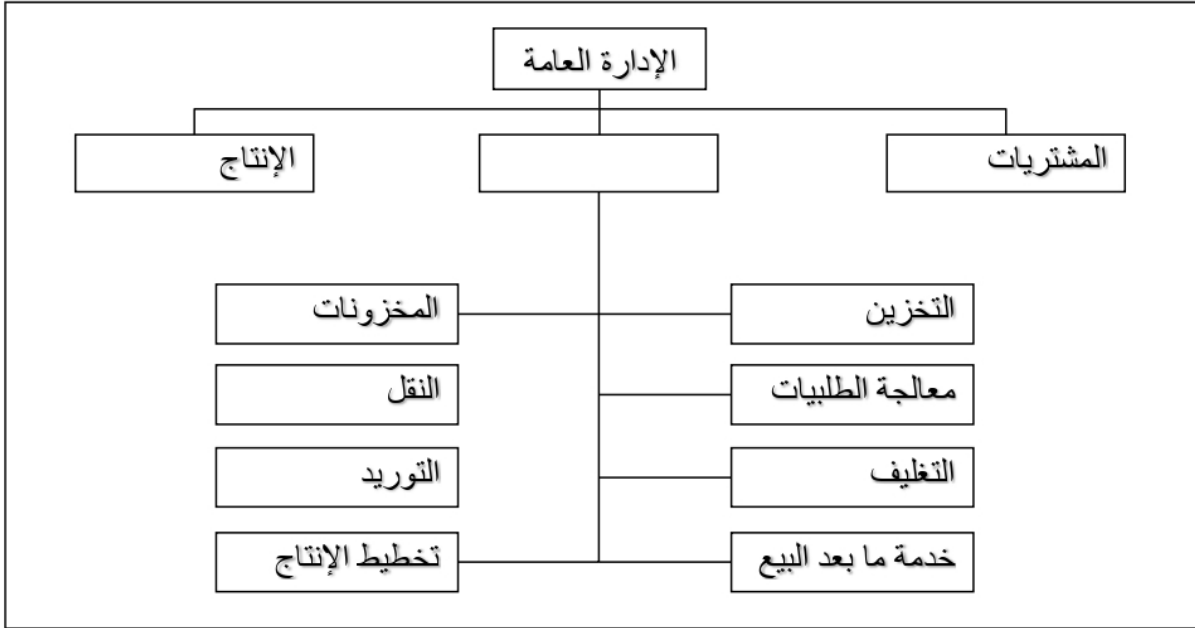 الإدارة العامة
المشتريات
الإنتاج
التخزين
المخزونات
معالجة الطلبيات
النقل
التغليف
التوريد
خدمة ما بعد البيع
تخطيط الإنتاج